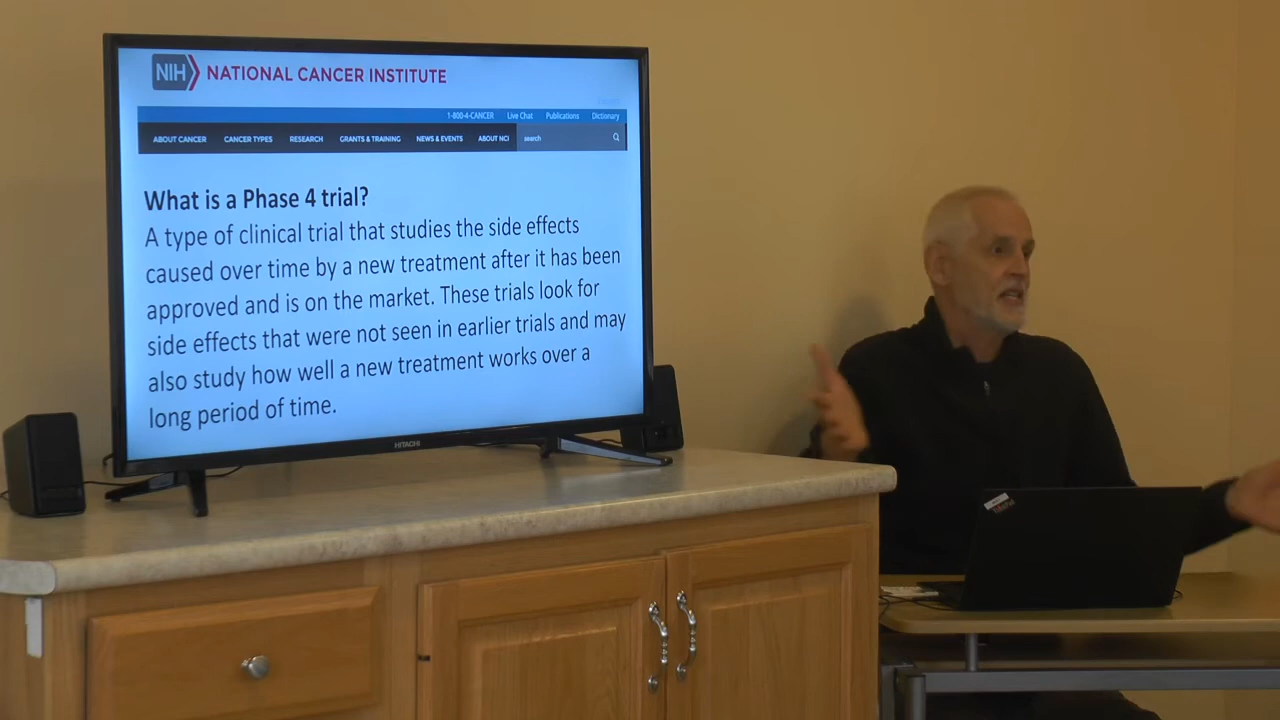 NIH NATIONAL CANCER INSTITUTE
1-800-4-CANCER Live Chat Publications Dictionary
ABOUT CANCER CANCER TYPES RESEARCH GRANTS & TRAINING NEWS & EVENTS ABOUT NCI search
What is a Phase 4 trial?
A type of clinical trial that studies the side effects
caused over time by a new treatment after it has been
approved and is on the market. These trials look for
side effects that were not seen in earlier trials and may
also study how well a new treatment works over a
long period of time.
HITACHI